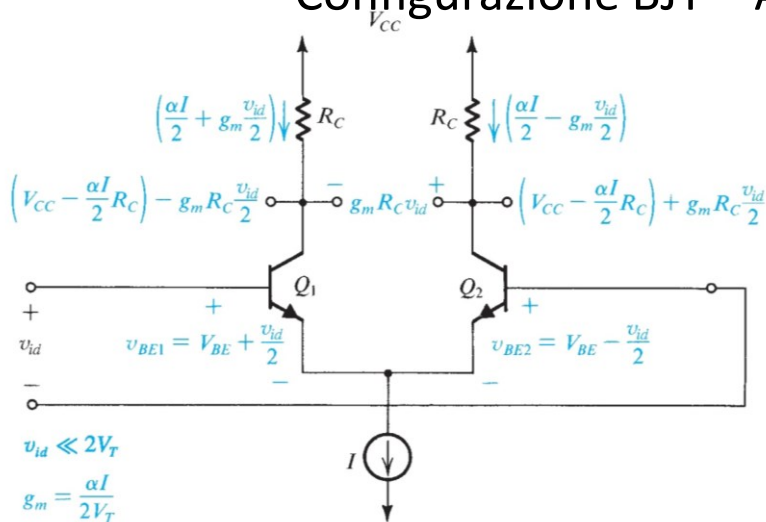 Configurazione BJT
V_CC
(αI/2 + g_m v_id/2) ↓ R_C
R_C ↓ (αI/2 − g_m v_id/2)
(V_CC − αI/2 R_C) − g_m R_C v_id/2
− g_m R_C v_id +
(V_CC − αI/2 R_C) + g_m R_C v_id/2
Q_1
Q_2
+
v_id
−
+
v_BE1 = V_BE + v_id/2
−
+
v_BE2 = V_BE − v_id/2
−
v_id ≪ 2V_T
I
g_m = αI/2V_T